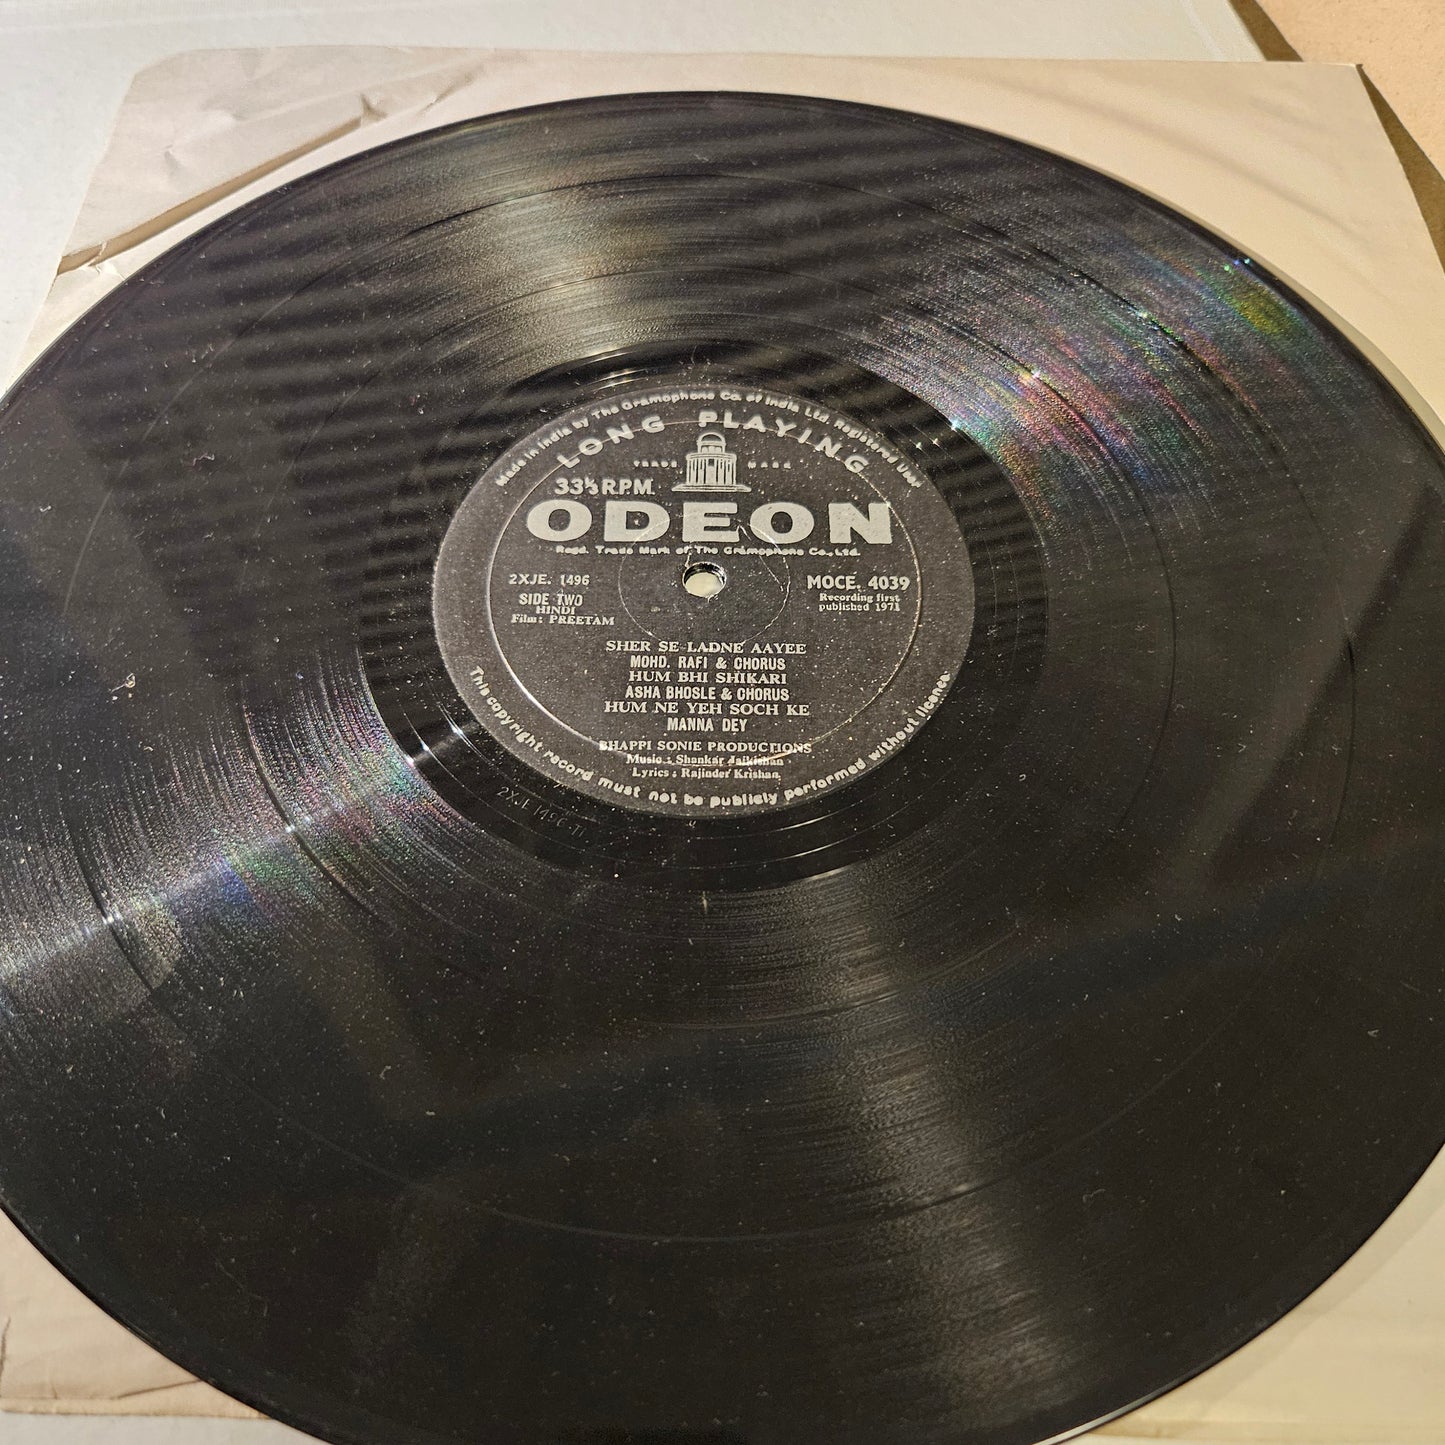 Made in India by The Gramophone Co. of India Ltd. Registered User
LONG PLAYING
TRADE MARK
33⅓ R.P.M.
ODEON
Regd. Trade Mark of The Gramophone Co., Ltd.
2XJE. 1496
MOCE. 4039
SIDE TWO
Recording first
published 1971
HINDI
Film: PREETAM
SHER SE LADNE AAYEE
MOHD. RAFI & CHORUS
HUM BHI SHIKARI
ASHA BHOSLE & CHORUS
HUM NE YEH SOCH KE
MANNA DEY
BHAPPI SONIE PRODUCTIONS
Music : Shankar Jaikishan
Lyrics : Rajinder Krishan
This copyright record must not be publicly performed without licence.
2XJE 1496-T1